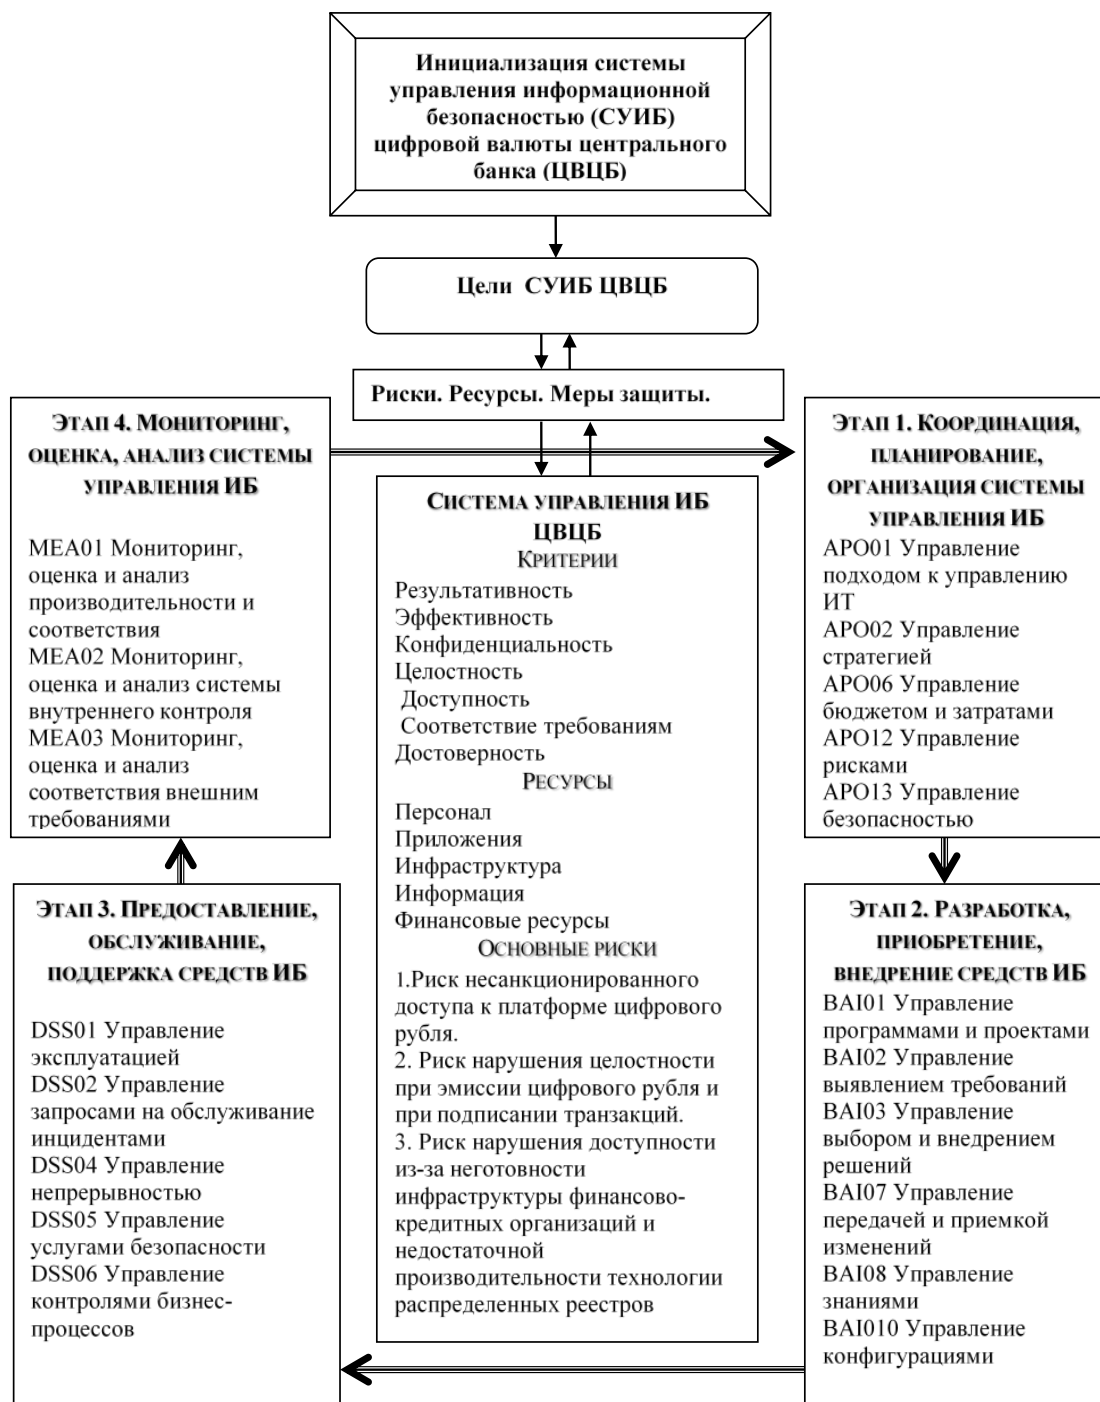 Инициализация системы
управления информационной
безопасностью (СУИБ)
цифровой валюты центрального
банка (ЦВЦБ)
Цели СУИБ ЦВЦБ
Риски. Ресурсы. Меры защиты.
ЭТАП 4. МОНИТОРИНГ,
ОЦЕНКА, АНАЛИЗ СИСТЕМЫ
УПРАВЛЕНИЯ ИБ
MEA01 Мониторинг,
оценка и анализ
производительности и
соответствия
MEA02 Мониторинг,
оценка и анализ системы
внутреннего контроля
MEA03 Мониторинг,
оценка и анализ
соответствия внешним
требованиями
ЭТАП 1. КООРДИНАЦИЯ,
ПЛАНИРОВАНИЕ,
ОРГАНИЗАЦИЯ СИСТЕМЫ
УПРАВЛЕНИЯ ИБ
APO01 Управление
подходом к управлению
ИТ
APO02 Управление
стратегией
APO06 Управление
бюджетом и затратами
APO12 Управление
рисками
APO13 Управление
безопасностью
СИСТЕМА УПРАВЛЕНИЯ ИБ
ЦВЦБ
КРИТЕРИИ
Результативность
Эффективность
Конфиденциальность
Целостность
Доступность
Соответствие требованиям
Достоверность
РЕСУРСЫ
Персонал
Приложения
Инфраструктура
Информация
Финансовые ресурсы
ОСНОВНЫЕ РИСКИ
1.Риск несанкционированного
доступа к платформе цифрового
рубля.
2. Риск нарушения целостности
при эмиссии цифрового рубля и
при подписании транзакций.
3. Риск нарушения доступности
из-за неготовности
инфраструктуры финансово-
кредитных организаций и
недостаточной
производительности технологии
распределенных реестров
ЭТАП 3. ПРЕДОСТАВЛЕНИЕ,
ОБСЛУЖИВАНИЕ,
ПОДДЕРЖКА СРЕДСТВ ИБ
DSS01 Управление
эксплуатацией
DSS02 Управление
запросами на обслуживание
инцидентами
DSS04 Управление
непрерывностью
DSS05 Управление
услугами безопасности
DSS06 Управление
контролями бизнес-
процессов
ЭТАП 2. РАЗРАБОТКА,
ПРИОБРЕТЕНИЕ,
ВНЕДРЕНИЕ СРЕДСТВ ИБ
BAI01 Управление
программами и проектами
BAI02 Управление
выявлением требований
BAI03 Управление
выбором и внедрением
решений
BAI07 Управление
передачей и приемкой
изменений
BAI08 Управление
знаниями
BAI010 Управление
конфигурациями